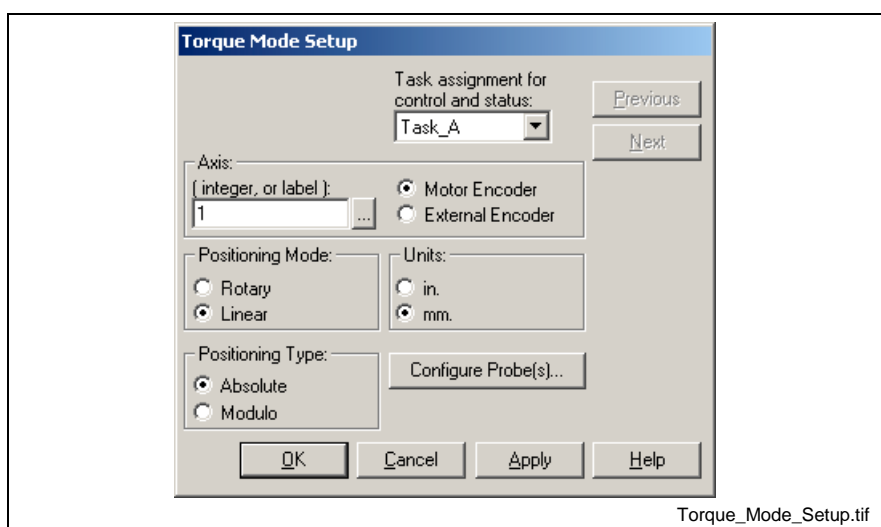 Torque Mode Setup
Task assignment for
control and status:
Task_A
Previous
Next
Axis:
( integer, or label ):
1
...
Motor Encoder
External Encoder
Positioning Mode:
Rotary
Linear
Units:
in.
mm.
Positioning Type:
Absolute
Modulo
Configure Probe(s)...
OK
Cancel
Apply
Help
Torque_Mode_Setup.tif